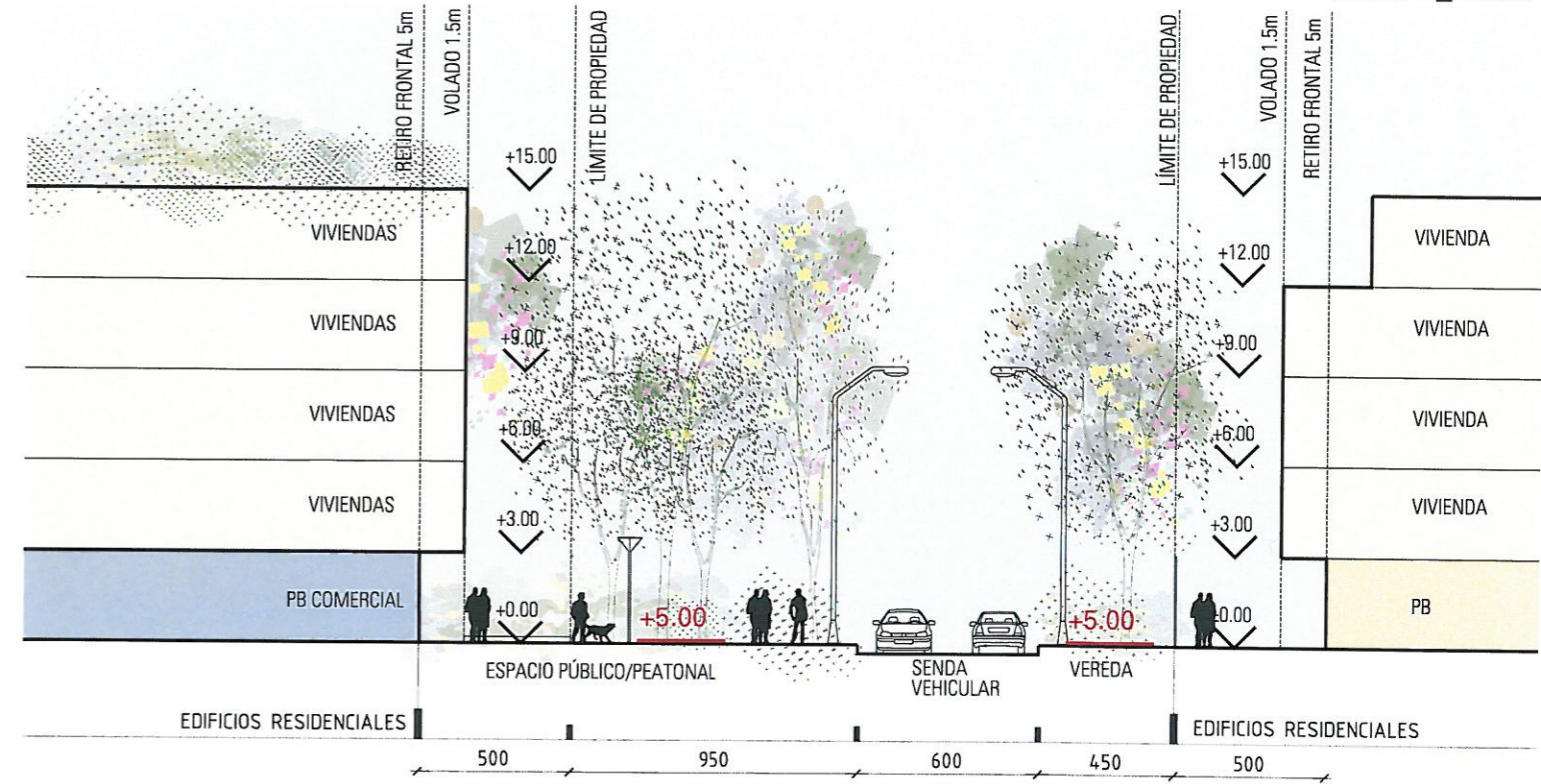 RETIRO FRONTAL 5m
VOLADO 1.5m
LÍMITE DE PROPIEDAD
LÍMITE DE PROPIEDAD
VOLADO 1.5m
RETIRO FRONTAL 5m
+15.00
+15.00
VIVIENDAS
+12.00
+12.00
VIVIENDA
VIVIENDAS
+9.00
+9.00
VIVIENDA
VIVIENDAS
+6.00
+6.00
VIVIENDA
VIVIENDAS
+3.00
+3.00
VIVIENDA
PB COMERCIAL
+0.00
+5.00
+5.00
±0.00
PB
ESPACIO PÚBLICO/PEATONAL
SENDA
VEHICULAR
VEREDA
EDIFICIOS RESIDENCIALES
EDIFICIOS RESIDENCIALES
500
950
600
450
500